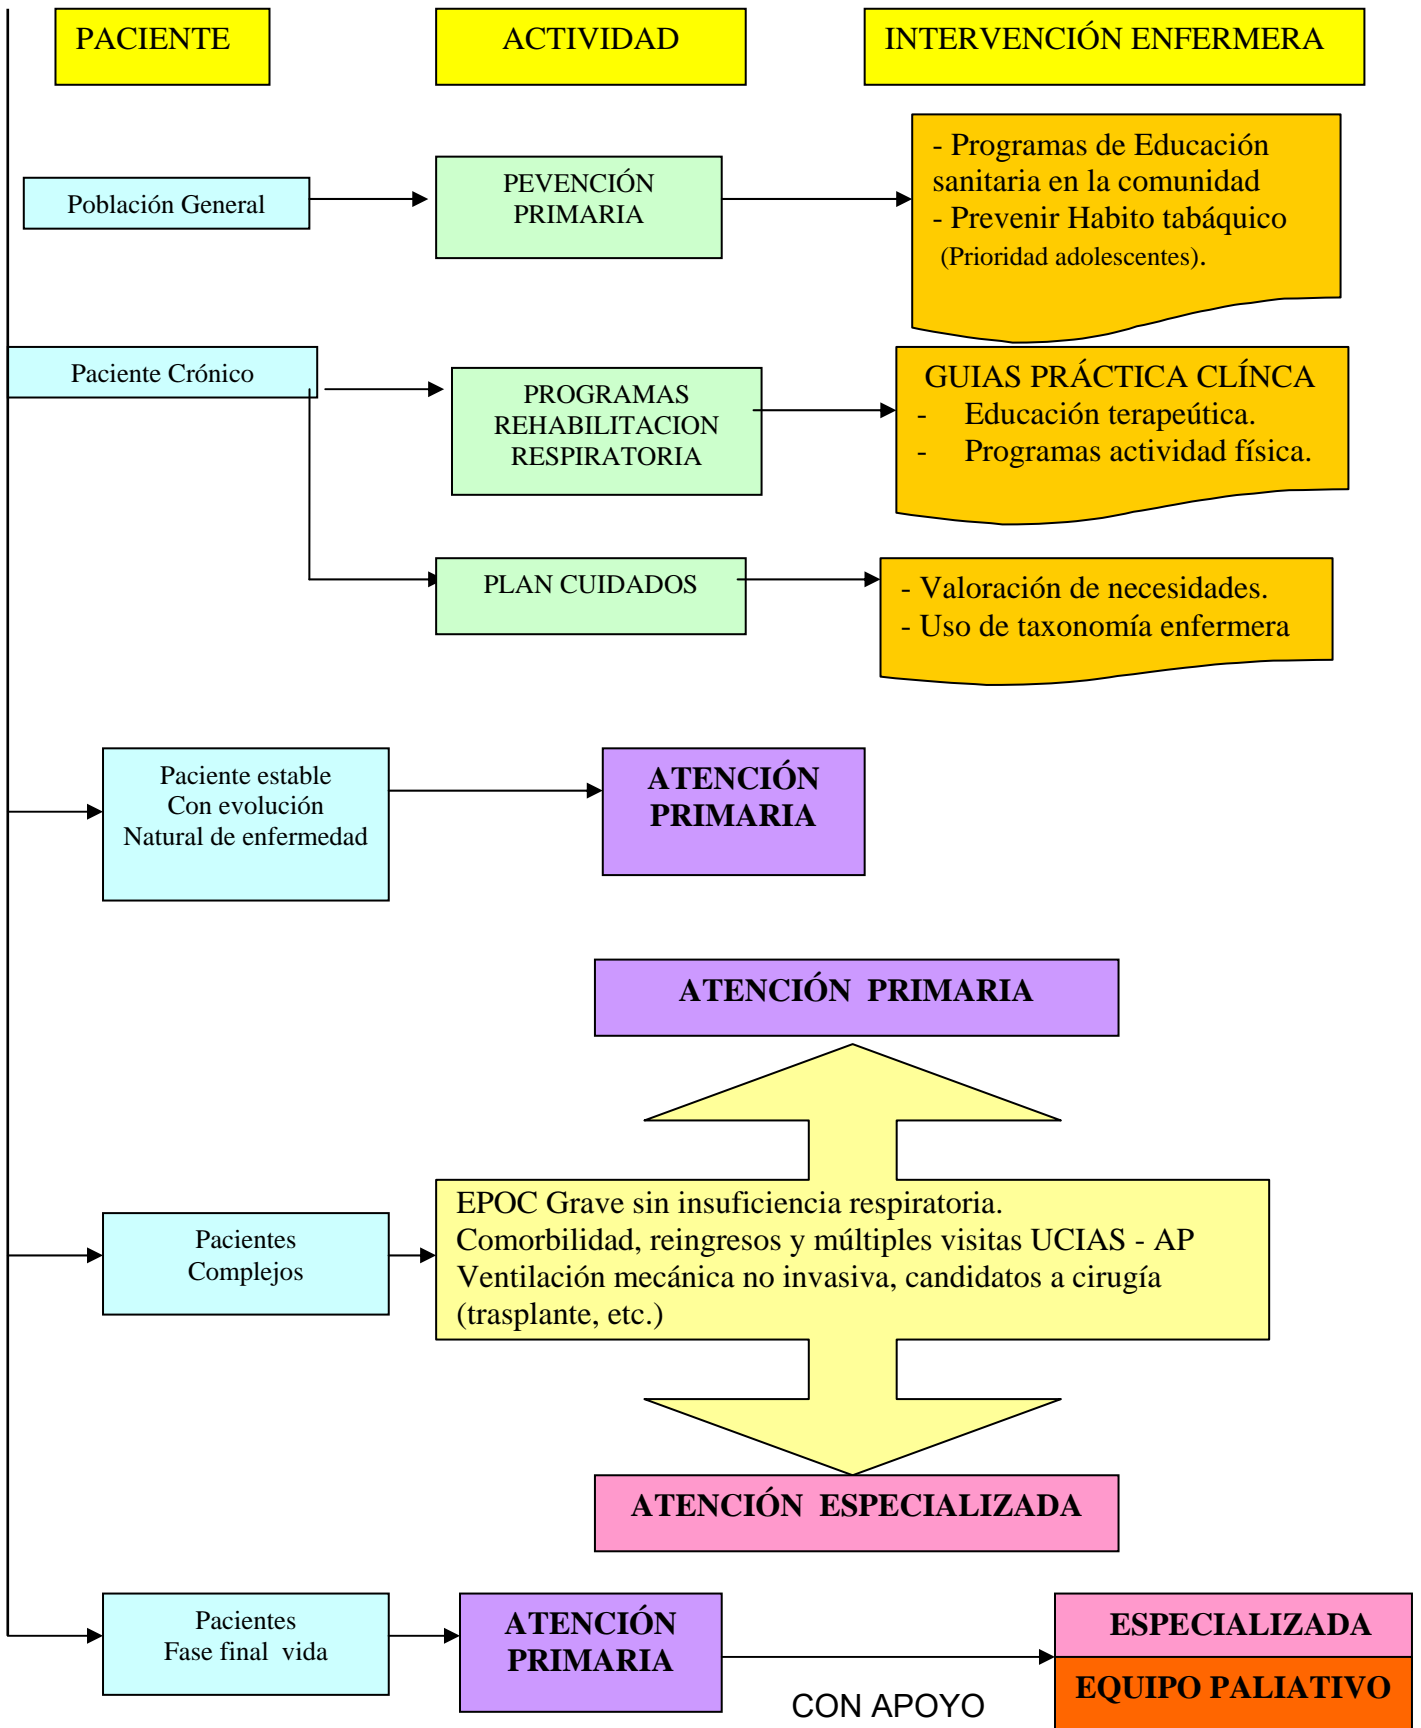 PACIENTE
ACTIVIDAD
INTERVENCIÓN ENFERMERA
Población General
PEVENCIÓN
PRIMARIA
- Programas de Educación
sanitaria en la comunidad
- Prevenir Habito tabáquico
(Prioridad adolescentes).
Paciente Crónico
PROGRAMAS
REHABILITACION
RESPIRATORIA
GUIAS PRÁCTICA CLÍNCA
- Educación terapeútica.
- Programas actividad física.
PLAN CUIDADOS
- Valoración de necesidades.
- Uso de taxonomía enfermera
Paciente estable
Con evolución
Natural de enfermedad
ATENCIÓN
PRIMARIA
ATENCIÓN PRIMARIA
Pacientes
Complejos
EPOC Grave sin insuficiencia respiratoria.
Comorbilidad, reingresos y múltiples visitas UCIAS - AP
Ventilación mecánica no invasiva, candidatos a cirugía
(trasplante, etc.)
ATENCIÓN ESPECIALIZADA
Pacientes
Fase final vida
ATENCIÓN
PRIMARIA
CON APOYO
ESPECIALIZADA
EQUIPO PALIATIVO